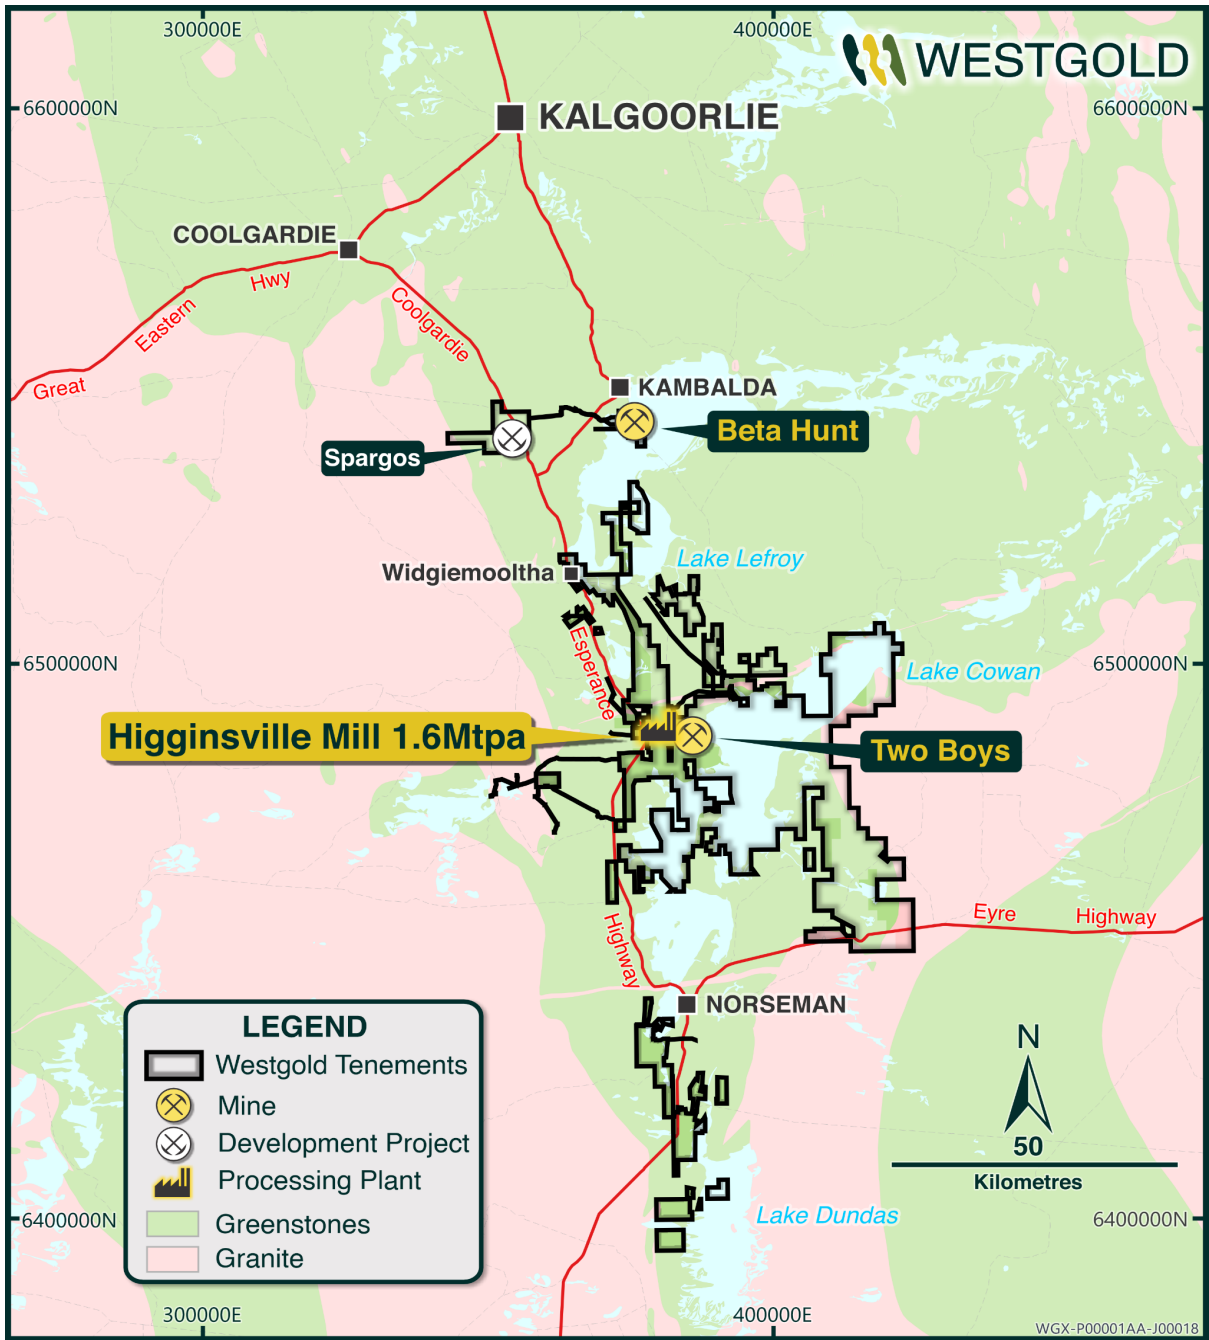 300000E
400000E
WESTGOLD
6600000N
6600000N
KALGOORLIE
COOLGARDIE
Great
Eastern
Hwy
Coolgardie
KAMBALDA
Beta Hunt
Spargos
Lake Lefroy
Widgiemooltha
Esperance
6500000N
6500000N
Lake Cowan
Higginsville Mill 1.6Mtpa
Two Boys
Highway
Eyre
Highway
NORSEMAN
LEGEND
Westgold Tenements
Mine
Development Project
Processing Plant
Greenstones
Granite
N
50
Kilometres
Lake Dundas
6400000N
6400000N
300000E
400000E
WGX-P00001AA-J00018